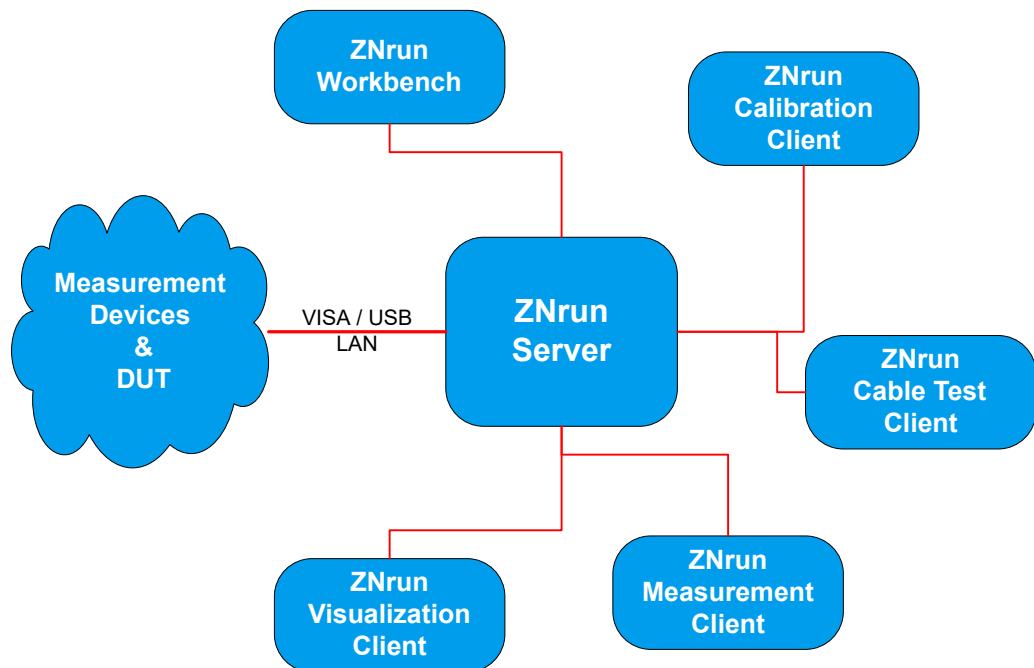 ZNrun
Workbench
ZNrun
Calibration
Client
Measurement
Devices
&
DUT
VISA / USB
LAN
ZNrun
Server
ZNrun
Cable Test
Client
ZNrun
Visualization
Client
ZNrun
Measurement
Client